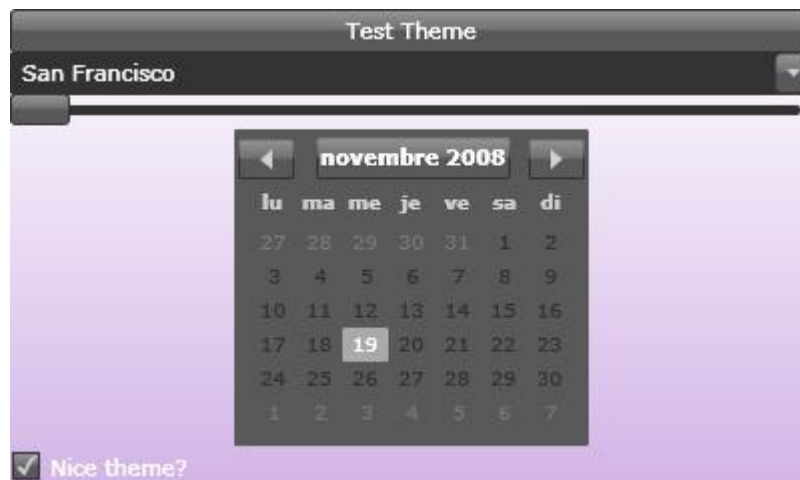 Test Theme
San Francisco
novembre 2008
lu ma me je ve sa di
27 28 29 30 31 1 2
3 4 5 6 7 8 9
10 11 12 13 14 15 16
17 18 19 20 21 22 23
24 25 26 27 28 29 30
1 2 3 4 5 6 7
Nice theme?